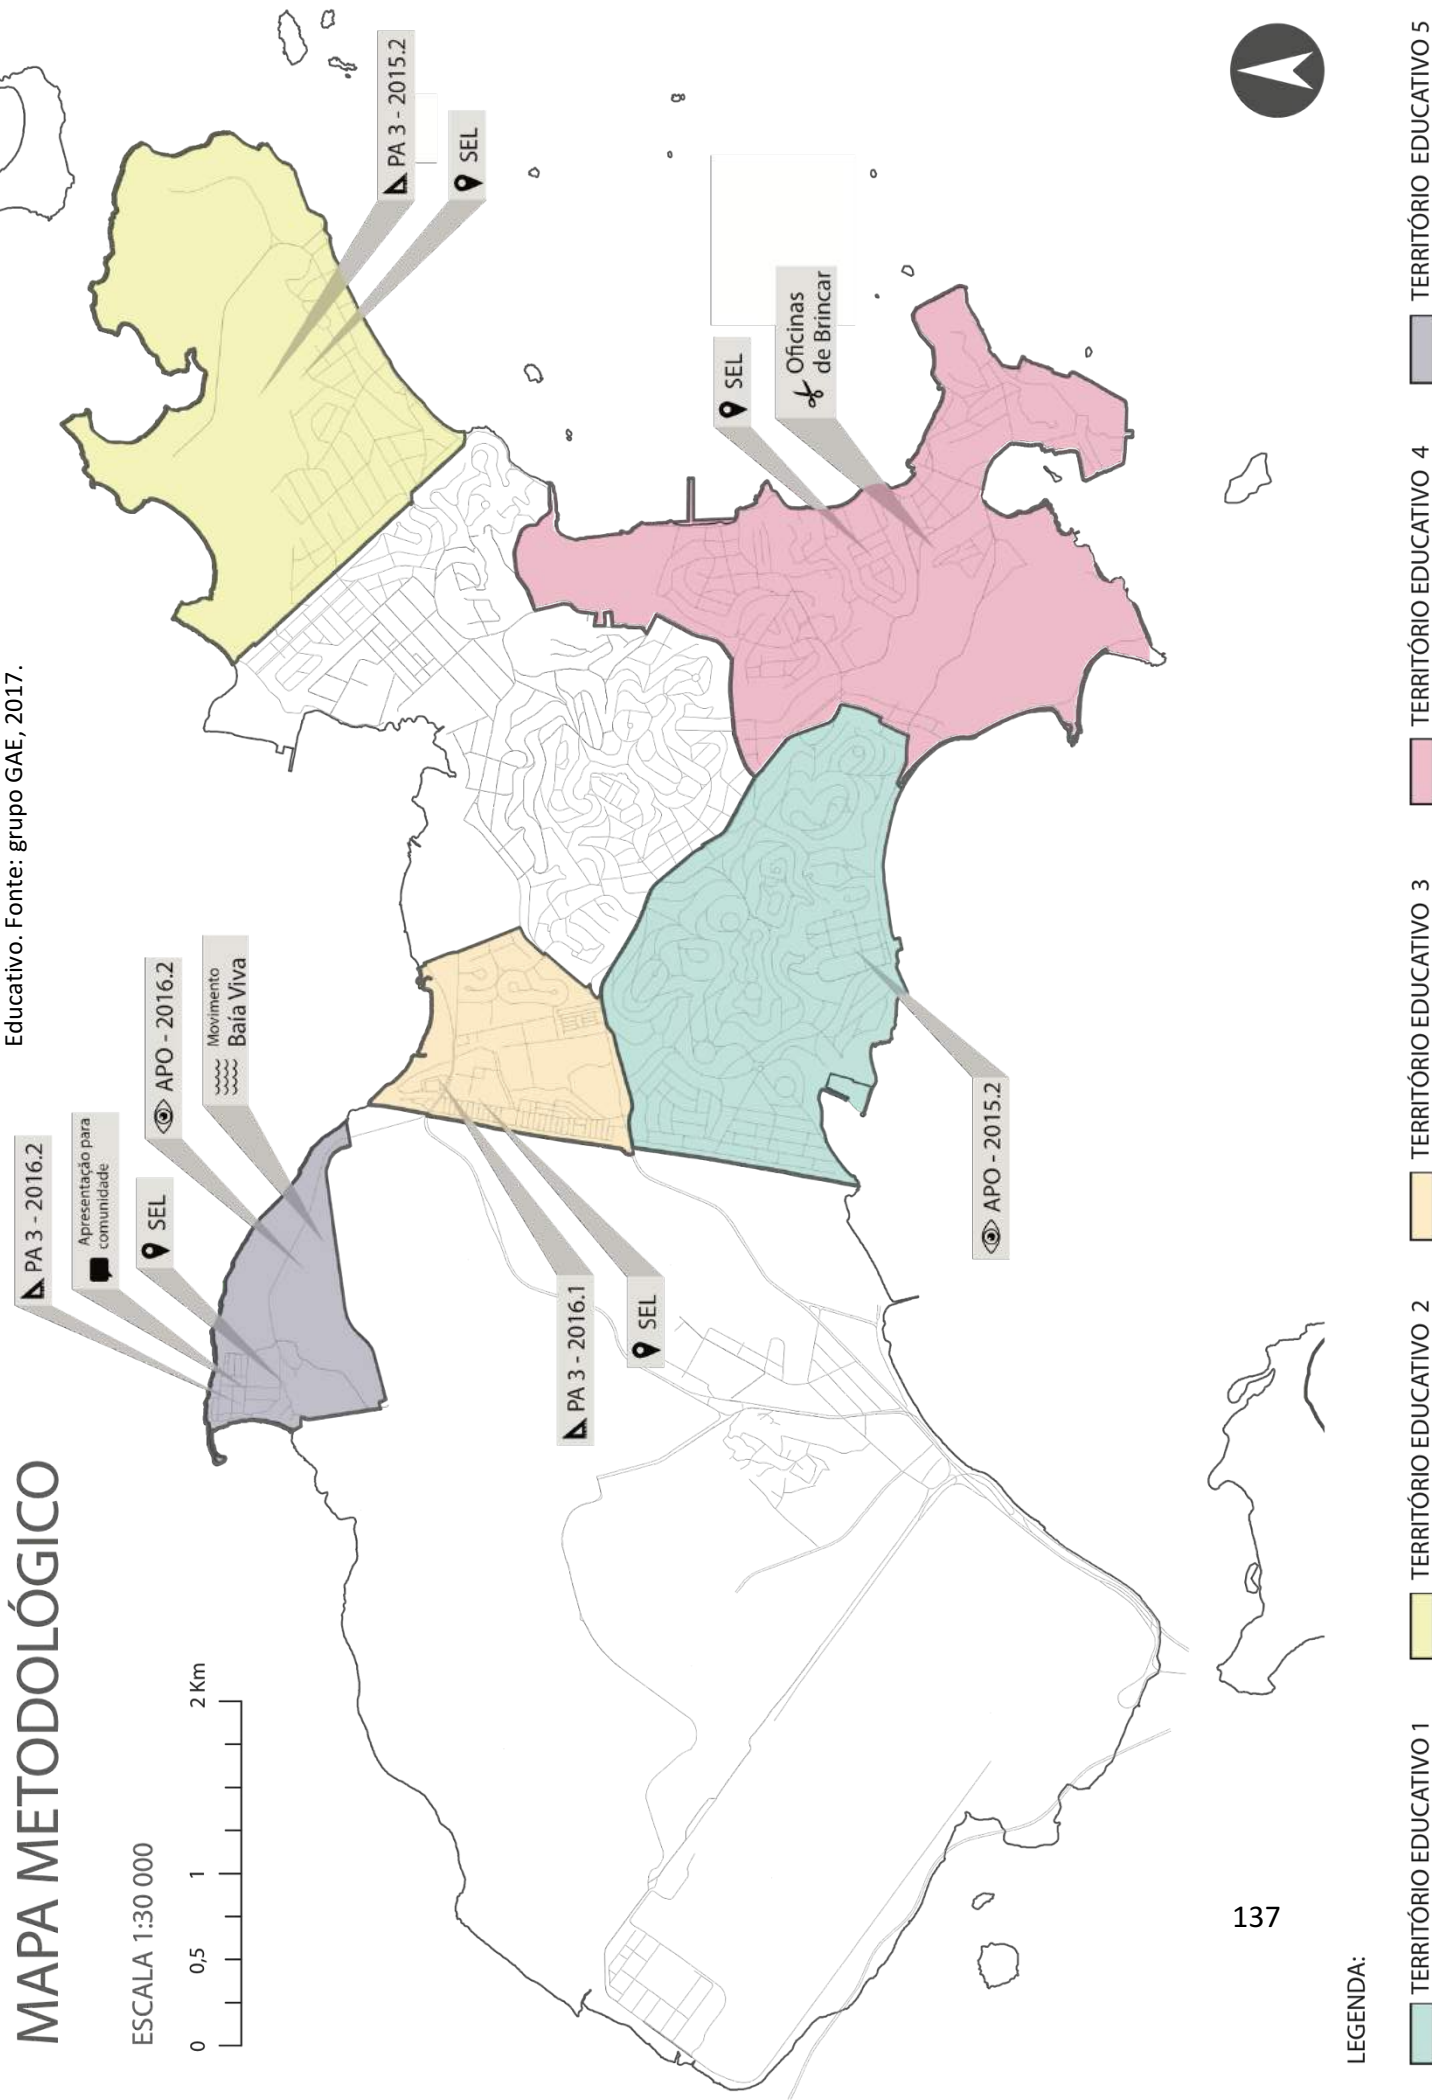 Educativo. Fonte: grupo GAE, 2017.
MAPA METODOLÓGICO
ESCALA 1:30 000
0
0,5
1
2 Km
PA 3 - 2016.2
Apresentação para
comunidade
SEL
APO - 2016.2
Movimento
Baía Viva
PA 3 - 2015.2
SEL
PA 3 - 2016.1
SEL
SEL
Oficinas
de Brincar
APO - 2015.2
LEGENDA:
TERRITÓRIO EDUCATIVO 1
TERRITÓRIO EDUCATIVO 2
TERRITÓRIO EDUCATIVO 3
TERRITÓRIO EDUCATIVO 4
TERRITÓRIO EDUCATIVO 5
137